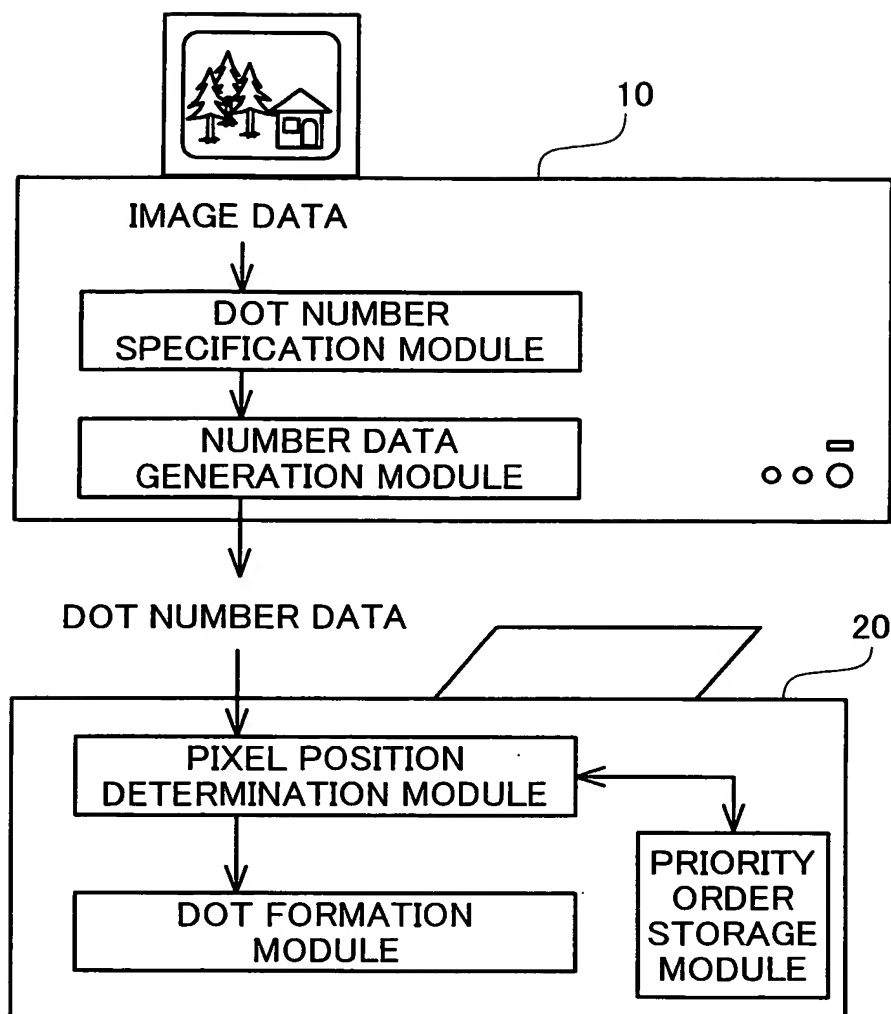 10
IMAGE DATA
DOT NUMBER
SPECIFICATION MODULE
NUMBER DATA
GENERATION MODULE
DOT NUMBER DATA
20
PIXEL POSITION
DETERMINATION MODULE
PRIORITY
ORDER
STORAGE
MODULE
DOT FORMATION
MODULE